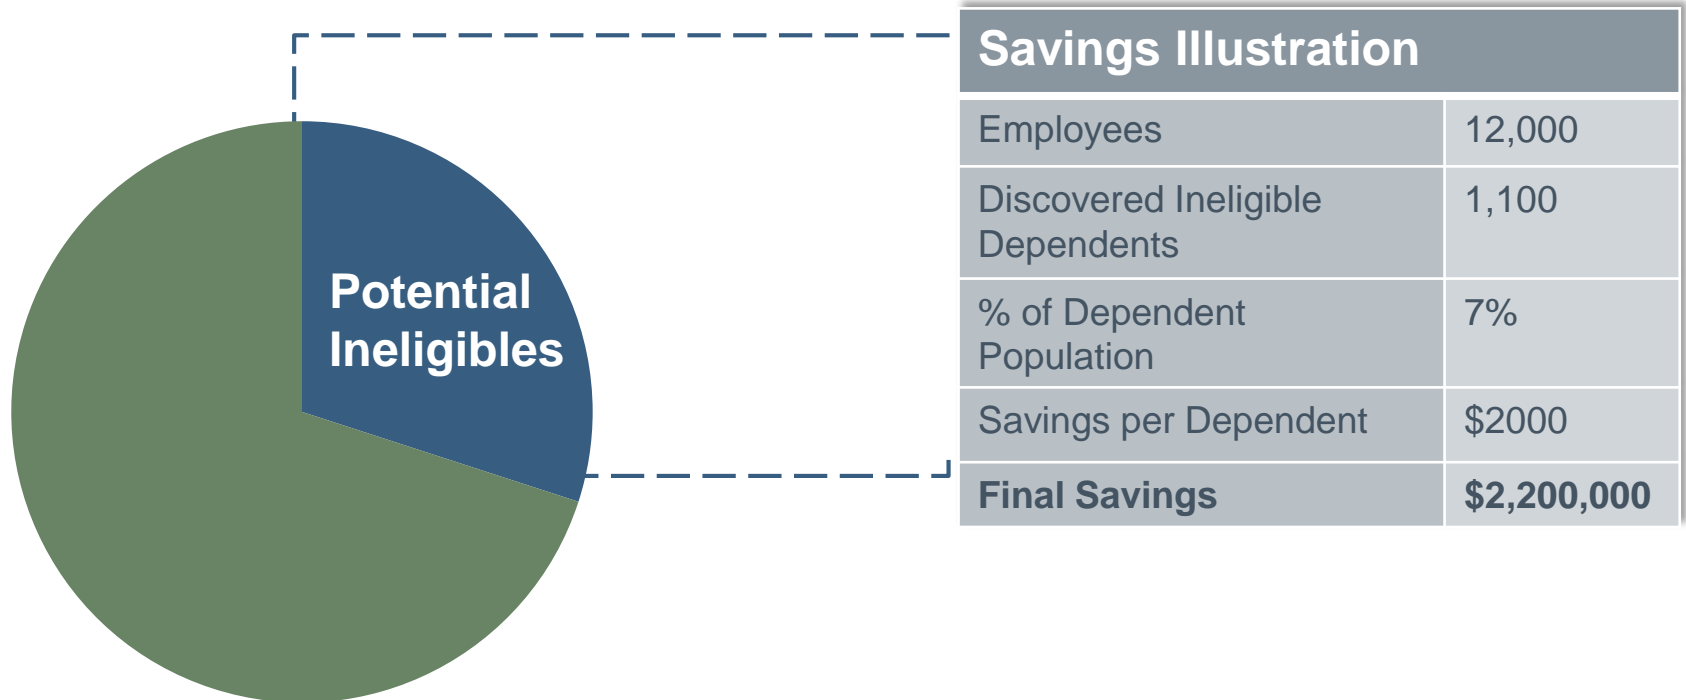 Savings Illustration
Employees 12,000
Discovered Ineligible 1,100
Dependents
% of Dependent 7%
Population
Savings per Dependent $2000
Final Savings $2,200,000
Potential
Ineligibles